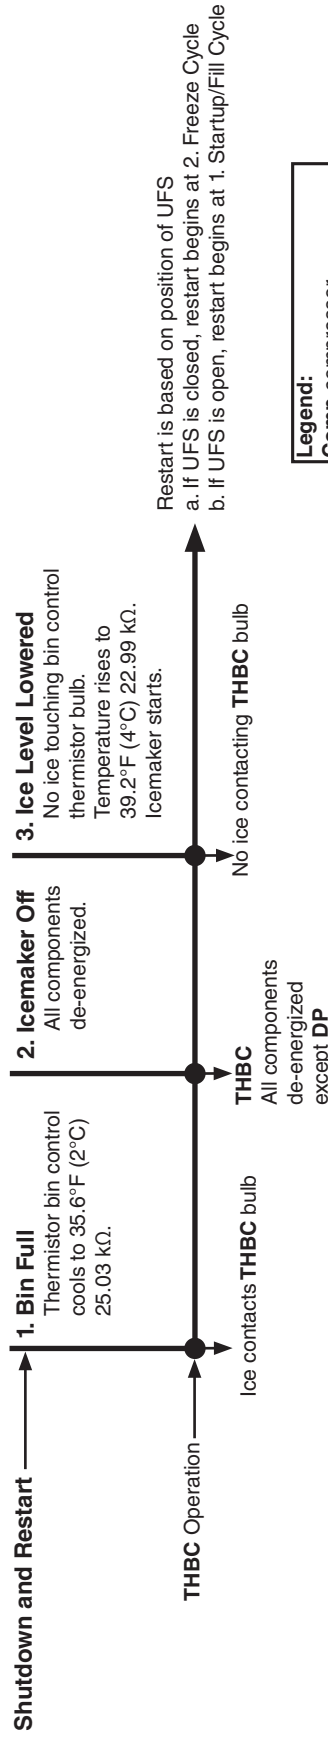 Shutdown and Restart
1. Bin Full
Thermistor bin control
cools to 35.6°F (2°C)
25.03 kΩ.
2. Icemaker Off
All components
de-energized.
3. Ice Level Lowered
No ice touching bin control
thermistor bulb.
Temperature rises to
39.2°F (4°C) 22.99 kΩ.
Icemaker starts.
Restart is based on position of UFS
a. If UFS is closed, restart begins at 2. Freeze Cycle
b. If UFS is open, restart begins at 1. Startup/Fill Cycle
THBC Operation
Ice contacts THBC bulb
THBC
All components
de-energized
except DP
No ice contacting THBC bulb
Legend: